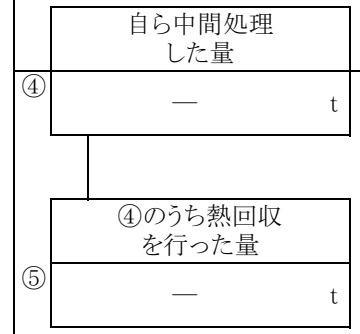 自ら中間処理
した量
④
― t
④のうち熱回収
を行った量
⑤
― t